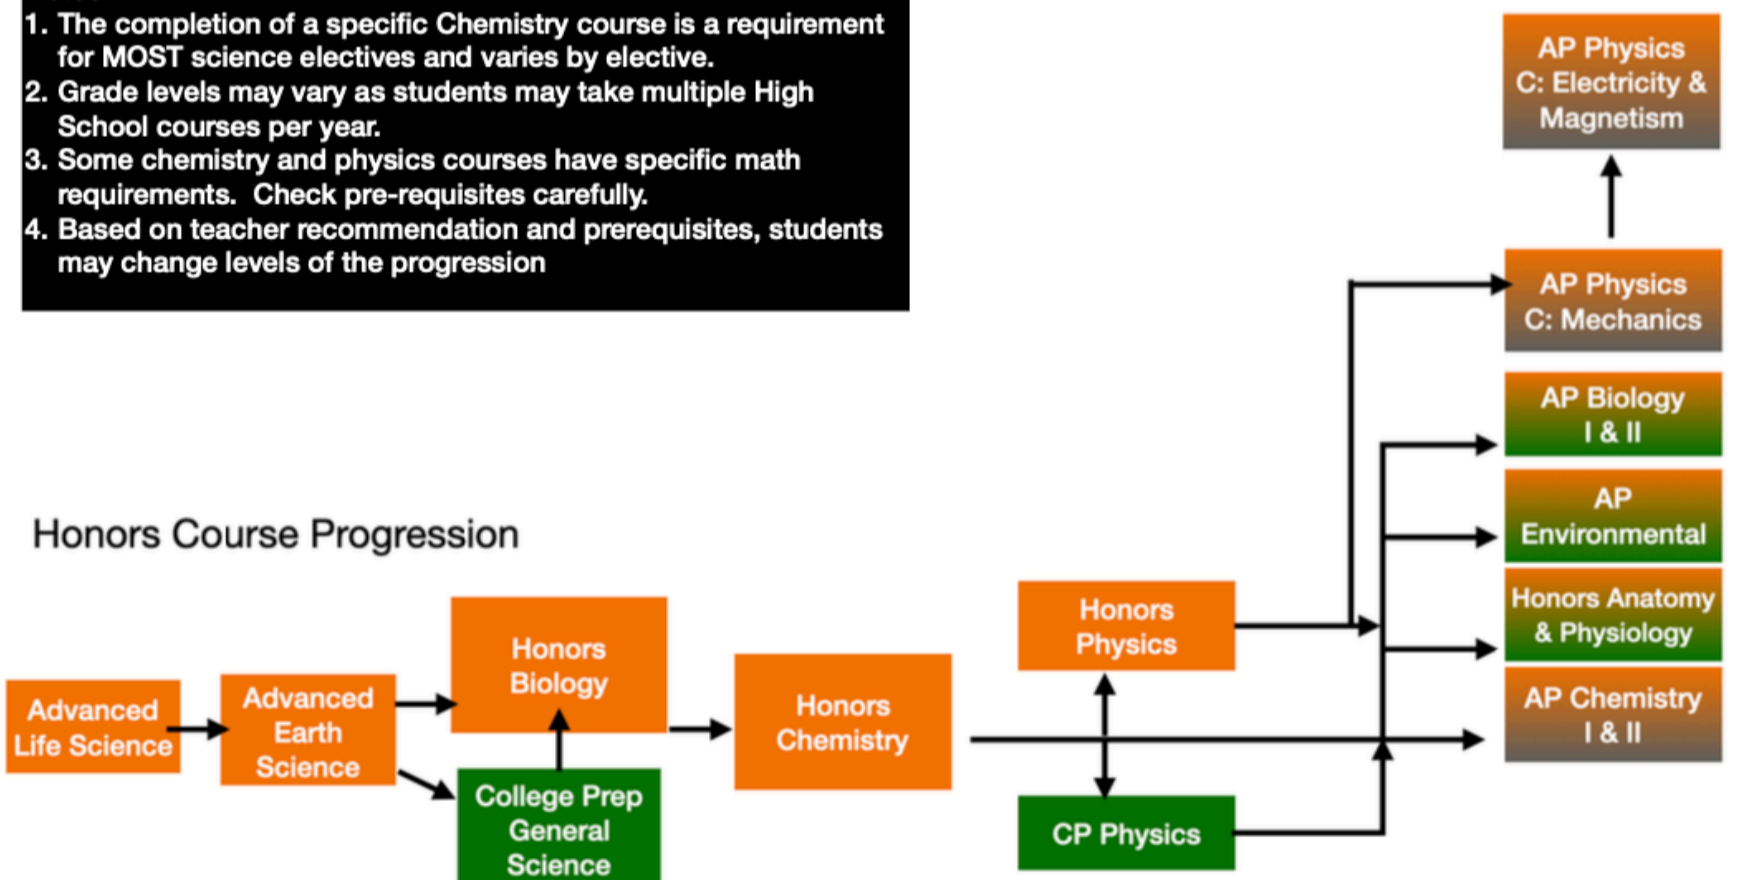 1. The completion of a specific Chemistry course is a requirement
for MOST science electives and varies by elective.
2. Grade levels may vary as students may take multiple High
School courses per year.
3. Some chemistry and physics courses have specific math
requirements.  Check pre-requisites carefully.
4. Based on teacher recommendation and prerequisites, students
may change levels of the progression
AP Physics
C: Electricity &
Magnetism
AP Physics
C: Mechanics
AP Biology
I & II
AP
Environmental
Honors Anatomy
& Physiology
AP Chemistry
I & II
Honors Course Progression
Advanced
Life Science
Advanced
Earth
Science
Honors
Biology
College Prep
General
Science
Honors
Chemistry
Honors
Physics
CP Physics